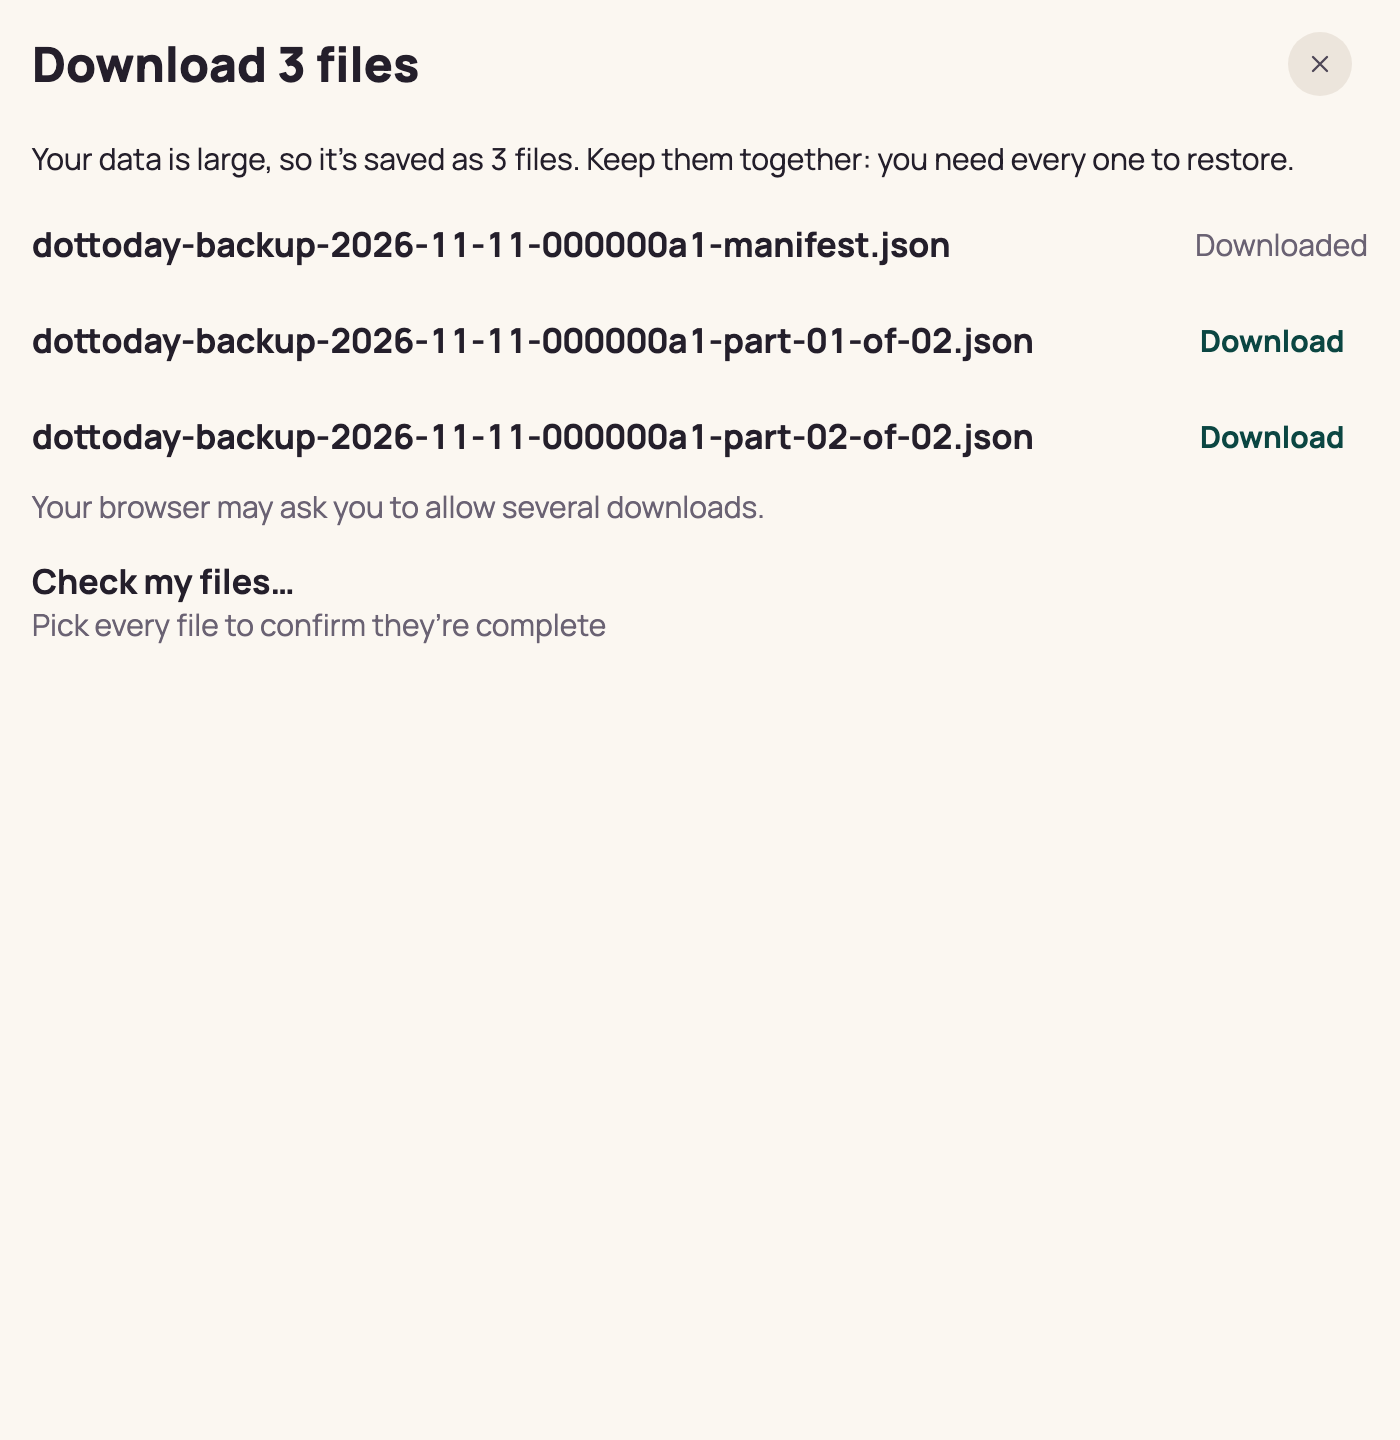 Download 3 files
Your data is large, so it’s saved as 3 files. Keep them together: you need every one to restore.
dottoday-backup-2026-11-11-000000a1-manifest.json
Downloaded
dottoday-backup-2026-11-11-000000a1-part-01-of-02.json
Download
dottoday-backup-2026-11-11-000000a1-part-02-of-02.json
Download
Your browser may ask you to allow several downloads.
Check my files…
Pick every file to confirm they’re complete